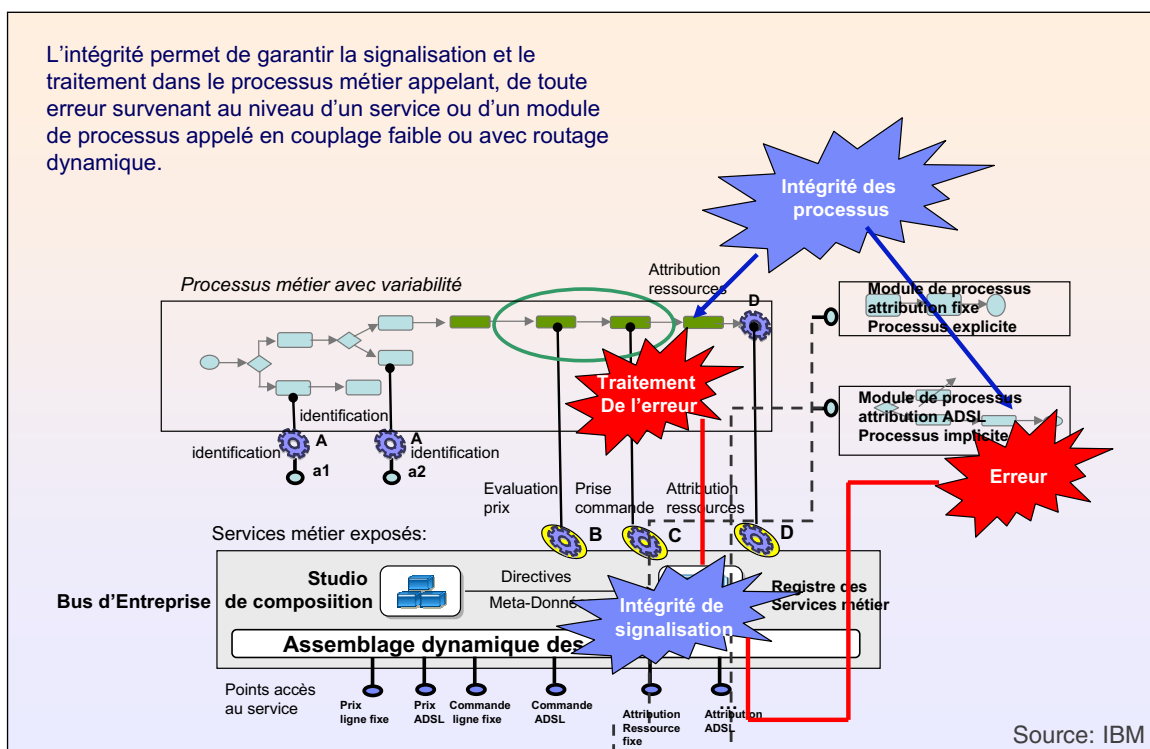 L'intégrité permet de garantir la signalisation et le
traitement dans le processus métier appelant, de toute
erreur survenant au niveau d'un service ou d'un module
de processus appelé en couplage faible ou avec routage
dynamique.
Intégrité des
processus
Processus métier avec variabilité
Attribution
ressources
D
Module de processus
attribution fixe
Processus explicite
Traitement
De l'erreur
Module de processus
attribution ADSL
Processus implicite
Erreur
identification
identification
A
a1
A
identification
a2
Evaluation
prix
Prise
commande
Attribution
ressources
B
C
D
Services métier exposés:
Bus d'Entreprise
Studio
de composiition
Directives
Meta-Donné
Intégrité de
signalisation
Registre des
Services métier
Assemblage dynamique des
Points accès
au service
Prix
ligne fixe
Prix
ADSL
Commande
ligne fixe
Commande
ADSL
Attribution
Ressource
fixe
...
Attribution
ADSL
Source: IBM